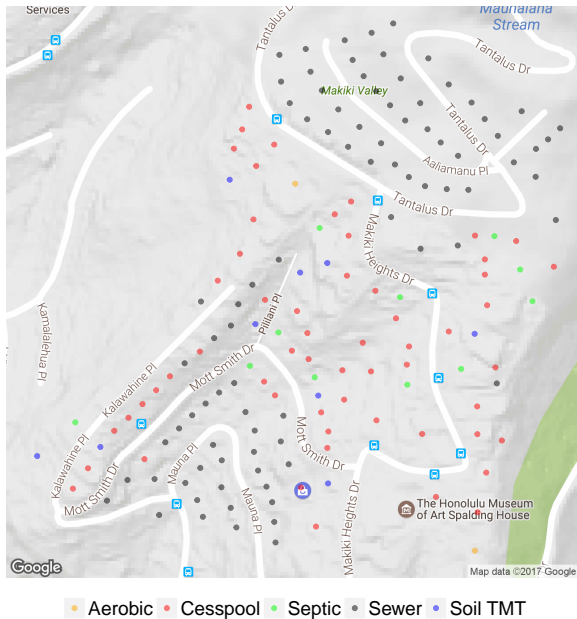 Services
Maunalaha
Stream
Tantalus Dr
Tantalus Dr
Makiki Valley
Tantalus Dr
Aaliamanu Pl
Tantalus Dr
Makiki Heights Dr
Kamalalehua Pl
Piliiani Pl
Mott Smith Dr
Kalawahine Pl
Mott Smith Dr
Kalawahine Pl
Mauna Pl
Mott Smith Dr
Mauna Pl
Makiki Heights Dr
The Honolulu Museum
of Art Spalding House
Google
Map data ©2017 Google
Aerobic Cesspool Septic Sewer Soil TMT